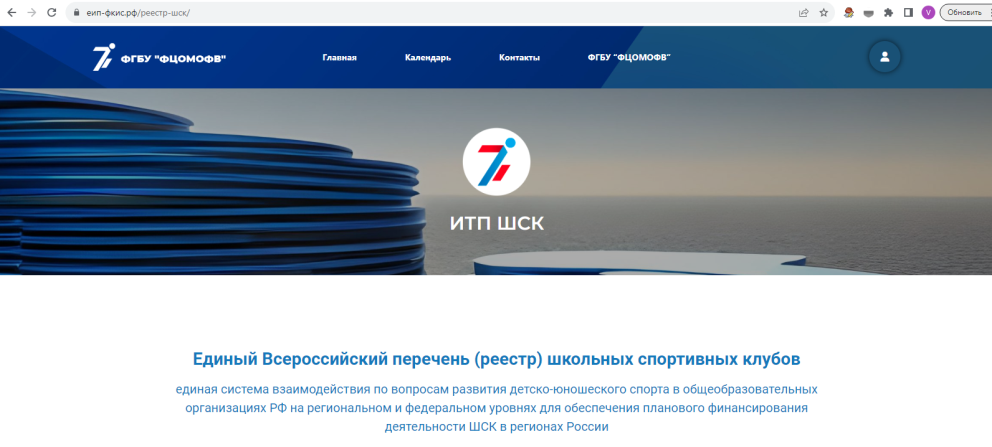 еип-фкис.рф/реестр-шск/
V
Обновить
ФГБУ "ФЦОМОФВ"
Главная
Календарь
Контакты
ФГБУ "ФЦОМОФВ"
ИТП ШСК
Единый Всероссийский перечень (реестр) школьных спортивных клубов
единая система взаимодействия по вопросам развития детско-юношеского спорта в общеобразовательных
организациях РФ на региональном и федеральном уровнях для обеспечения планового финансирования
деятельности ШСК в регионах России